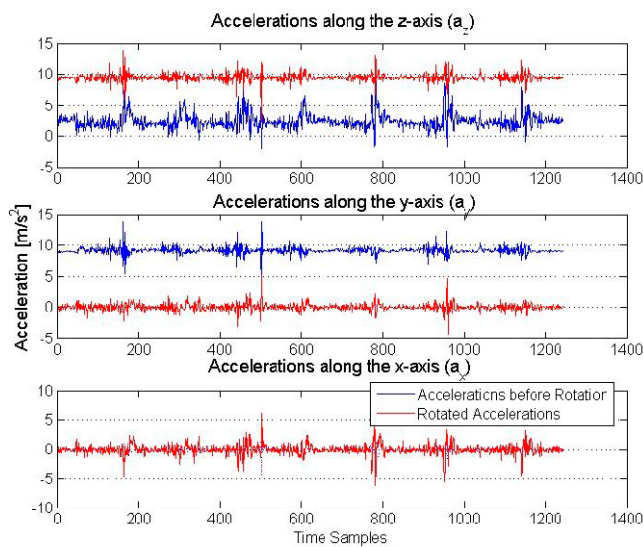 Accelerations along the z-axis (a_z)
15
10
5
0
-5
0 200 400 600 800 1000 1200 1400
Accelerations along the y-axis (a_y)
15
10
5
0
-5
0 200 400 600 800 1000 1200 1400
Acceleration [m/s²]
Accelerations along the x-axis (a_x)
Accelerations before Rotation
Rotated Accelerations
10
5
0
-5
-10
0 200 400 600 800 1000 1200 1400
Time Samples